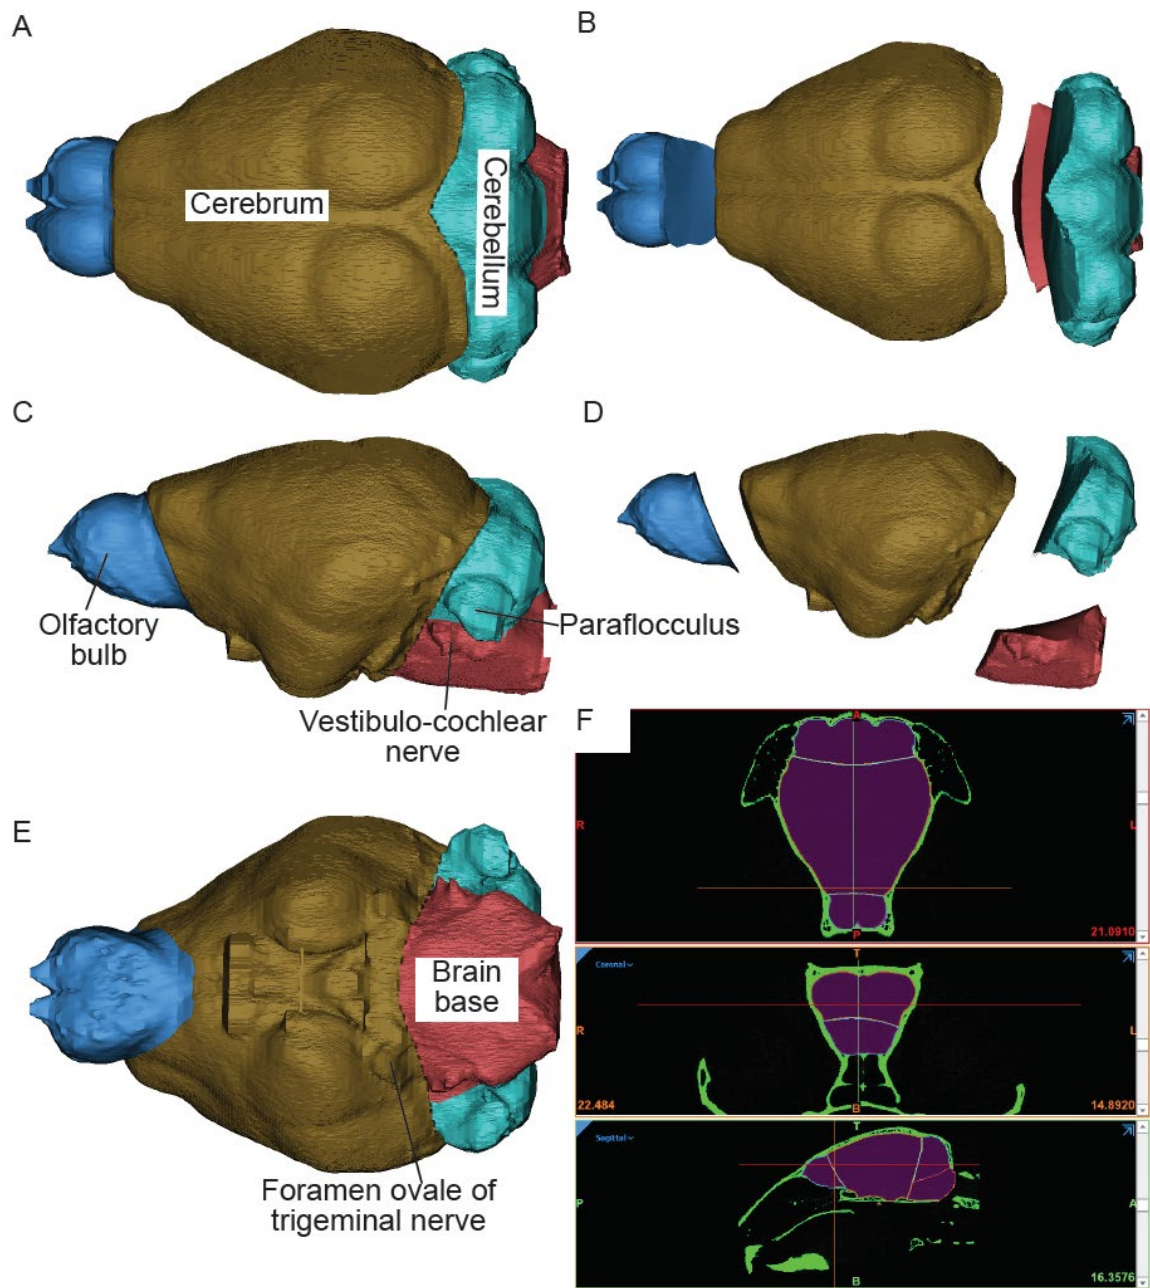 A
B
Cerebrum
Cerebellum
C
D
Olfactory
bulb
Paraflocculus
Vestibulo-cochlear
nerve
F
A
R
L
P
21.0910
E
Brain
base
Foramen ovale of
trigeminal nerve
Coronal
T
R
L
B
22.484
14.8920
Sagittal
T
P
A
B
16.3576